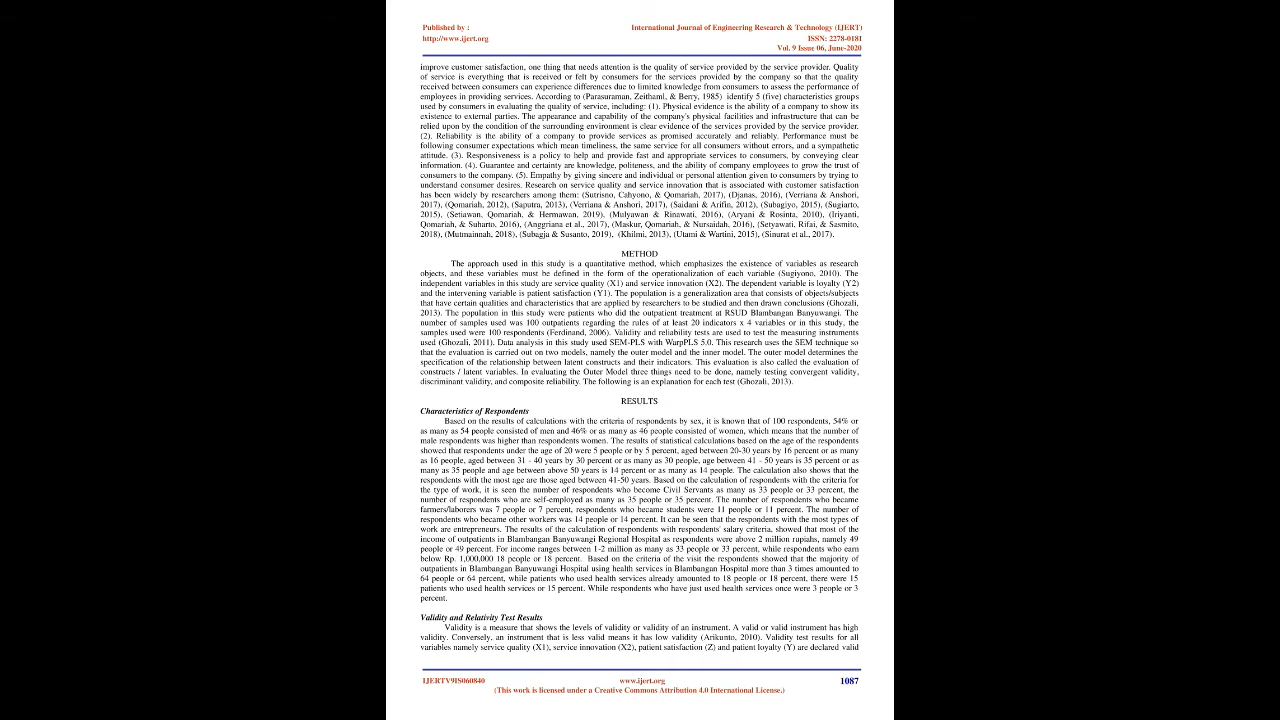 Published by :
International Journal of Engineering Research & Technology (IJERT)
http://www.ijert.org
ISSN: 2278-0181
Vol. 9 Issue 06, June-2020
improve customer satisfaction, one thing that needs attention is the quality of service provided by the service provider. Quality
of service is everything that is received or felt by consumers for the services provided by the company so that the quality
received between consumers can experience differences due to limited knowledge from consumers to assess the performance of
employees in providing services. According to (Parasuraman, Zeithaml, & Berry, 1985) identify 5 (five) characteristics groups
used by consumers in evaluating the quality of service, including: (1). Physical evidence is the ability of a company to show its
existence to external parties. The appearance and capability of the company's physical facilities and infrastructure that can be
relied upon by the condition of the surrounding environment is clear evidence of the services provided by the service provider.
(2). Reliability is the ability of a company to provide services as promised accurately and reliably. Performance must be
following consumer expectations which mean timeliness, the same service for all consumers without errors, and a sympathetic
attitude. (3). Responsiveness is a policy to help and provide fast and appropriate services to consumers, by conveying clear
information. (4). Guarantee and certainty are knowledge, politeness, and the ability of company employees to grow the trust of
consumers to the company. (5). Empathy by giving sincere and individual or personal attention given to consumers by trying to
understand consumer desires. Research on service quality and service innovation that is associated with customer satisfaction
has been widely by researchers among them: (Sutrisno, Cahyono, & Qomariah, 2017), (Djanas, 2016), (Verriana & Anshori,
2017), (Qomariah, 2012), (Saputra, 2013), (Verriana & Anshori, 2017), (Saidani & Arifin, 2012), (Subagiyo, 2015), (Sugiarto,
2015), (Setiawan, Qomariah, & Hermawan, 2019), (Mulyawan & Rinawati, 2016), (Aryani & Rosinta, 2010), (Iriyanti,
Qomariah, & Suharto, 2016), (Anggriana et al., 2017), (Maskur, Qomariah, & Nursaidah, 2016), (Setyawati, Rifai, & Sasmito,
2018), (Mutmainnah, 2018), (Subagja & Susanto, 2019), (Khilmi, 2013), (Utami & Wartini, 2015), (Sinurat et al., 2017).
METHOD
The approach used in this study is a quantitative method, which emphasizes the existence of variables as research
objects, and these variables must be defined in the form of the operationalization of each variable (Sugiyono, 2010). The
independent variables in this study are service quality (X1) and service innovation (X2). The dependent variable is loyalty (Y2)
and the intervening variable is patient satisfaction (Y1). The population is a generalization area that consists of objects/subjects
that have certain qualities and characteristics that are applied by researchers to be studied and then drawn conclusions (Ghozali,
2013). The population in this study were patients who did the outpatient treatment at RSUD Blambangan Banyuwangi. The
number of samples used was 100 outpatients regarding the rules of at least 20 indicators x 4 variables or in this study, the
samples used were 100 respondents (Ferdinand, 2006). Validity and reliability tests are used to test the measuring instruments
used (Ghozali, 2011). Data analysis in this study used SEM-PLS with WarpPLS 5.0. This research uses the SEM technique so
that the evaluation is carried out on two models, namely the outer model and the inner model. The outer model determines the
specification of the relationship between latent constructs and their indicators. This evaluation is also called the evaluation of
constructs / latent variables. In evaluating the Outer Model three things need to be done, namely testing convergent validity,
discriminant validity, and composite reliability. The following is an explanation for each test (Ghozali, 2013).
RESULTS
Characteristics of Respondents
Based on the results of calculations with the criteria of respondents by sex, it is known that of 100 respondents, 54% or
as many as 54 people consisted of men and 46% or as many as 46 people consisted of women, which means that the number of
male respondents was higher than respondents women. The results of statistical calculations based on the age of the respondents
showed that respondents under the age of 20 were 5 people or by 5 percent, aged between 20-30 years by 16 percent or as many
as 16 people, aged between 31 - 40 years by 30 percent or as many as 30 people, age between 41 - 50 years is 35 percent or as
many as 35 people and age between above 50 years is 14 percent or as many as 14 people. The calculation also shows that the
respondents with the most age are those aged between 41-50 years. Based on the calculation of respondents with the criteria for
the type of work, it is seen the number of respondents who become Civil Servants as many as 33 people or 33 percent, the
number of respondents who are self-employed as many as 35 people or 35 percent. The number of respondents who became
farmers/laborers was 7 people or 7 percent, respondents who became students were 11 people or 11 percent. The number of
respondents who became other workers was 14 people or 14 percent. It can be seen that the respondents with the most types of
work are entrepreneurs. The results of the calculation of respondents with respondents' salary criteria, showed that most of the
income of outpatients in Blambangan Banyuwangi Regional Hospital as respondents were above 2 million rupiahs, namely 49
people or 49 percent. For income ranges between 1-2 million as many as 33 people or 33 percent, while respondents who earn
below Rp. 1,000,000 18 people or 18 percent. Based on the criteria of the visit the respondents showed that the majority of
outpatients in Blambangan Banyuwangi Hospital using health services in Blambangan Hospital more than 3 times amounted to
64 people or 64 percent, while patients who used health services already amounted to 18 people or 18 percent, there were 15
patients who used health services or 15 percent. While respondents who have just used health services once were 3 people or 3
percent.
Validity and Relativity Test Results
Validity is a measure that shows the levels of validity or validity of an instrument. A valid or valid instrument has high
validity. Conversely, an instrument that is less valid means it has low validity (Arikunto, 2010). Validity test results for all
variables namely service quality (X1), service innovation (X2), patient satisfaction (Z) and patient loyalty (Y) are declared valid
IJERTV9IS060840
www.ijert.org
1087
(This work is licensed under a Creative Commons Attribution 4.0 International License.)